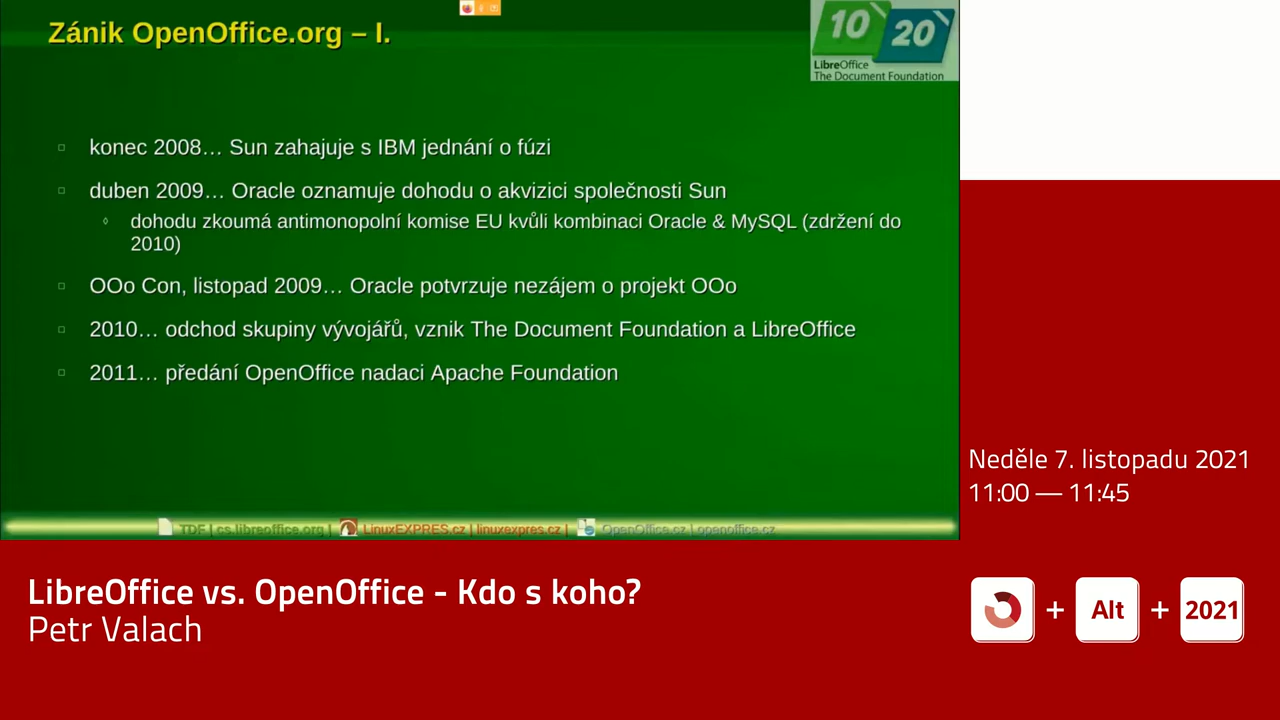 Zánik OpenOffice.org – I.
10 20
LibreOffice
The Document Foundation
konec 2008… Sun zahajuje s IBM jednání o fúzi
duben 2009… Oracle oznamuje dohodu o akvizici společnosti Sun
dohodu zkoumá antimonopolní komise EU kvůli kombinaci Oracle & MySQL (zdržení do
2010)
OOo Con, listopad 2009… Oracle potvrzuje nezájem o projekt OOo
2010… odchod skupiny vývojářů, vznik The Document Foundation a LibreOffice
2011… předání OpenOffice nadaci Apache Foundation
TDF | cs.libreoffice.org | LinuxEXPRES.cz | linuxexpres.cz | OpenOffice.cz | openoffice.cz
Neděle 7. listopadu 2021
11:00 — 11:45
LibreOffice vs. OpenOffice - Kdo s koho?
Petr Valach
+ Alt + 2021